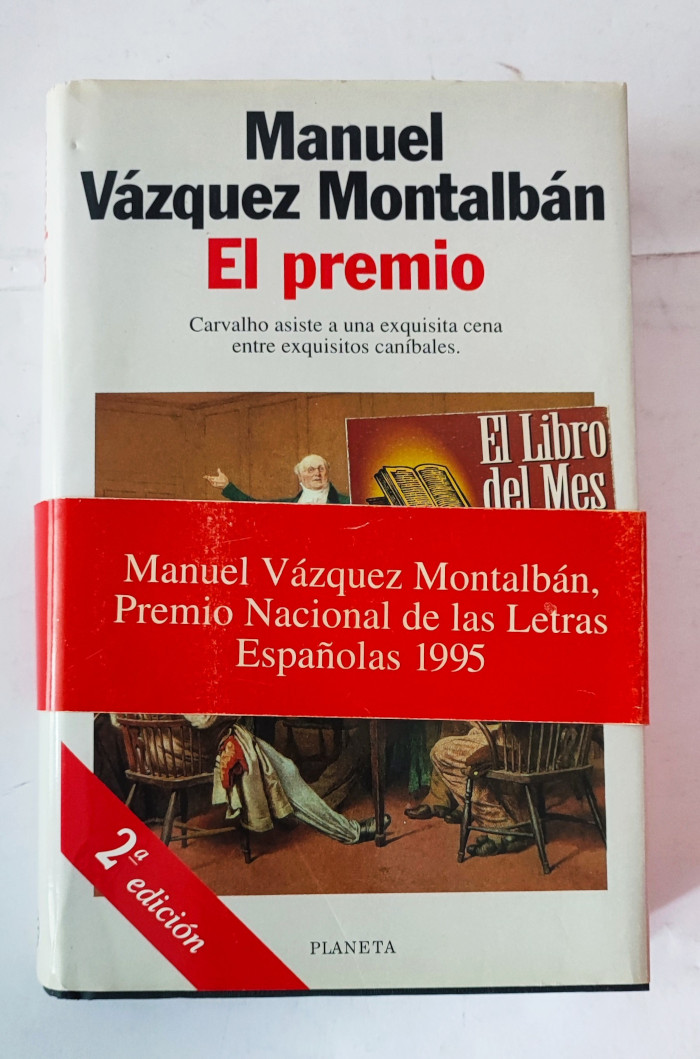 Manuel
Vázquez Montalbán
El premio
Carvalho asiste a una exquisita cena
entre exquisitos caníbales.
El Libro
del Mes
Manuel Vázquez Montalbán,
Premio Nacional de las Letras
Españolas 1995
2ª edición
PLANETA